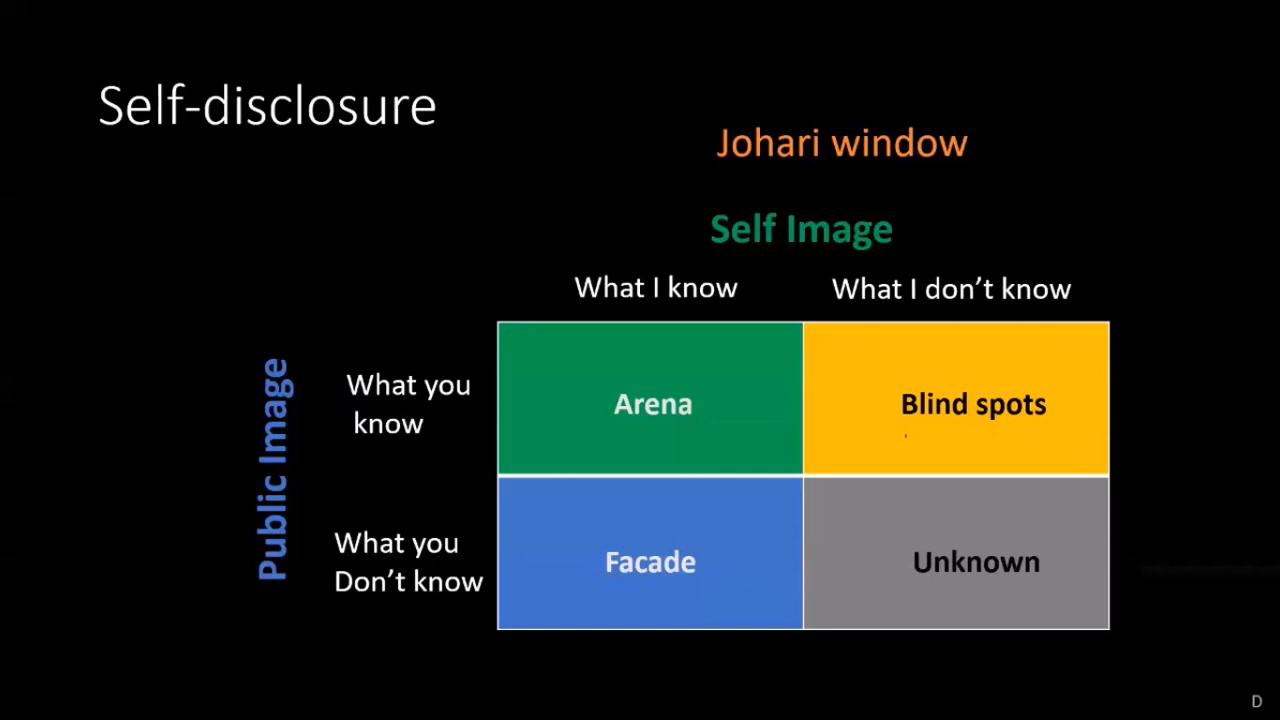 Self-disclosure
Johari window
Self Image
What I know
What I don’t know
Public Image
What you
know
Arena
Blind spots
What you
Don’t know
Facade
Unknown
D